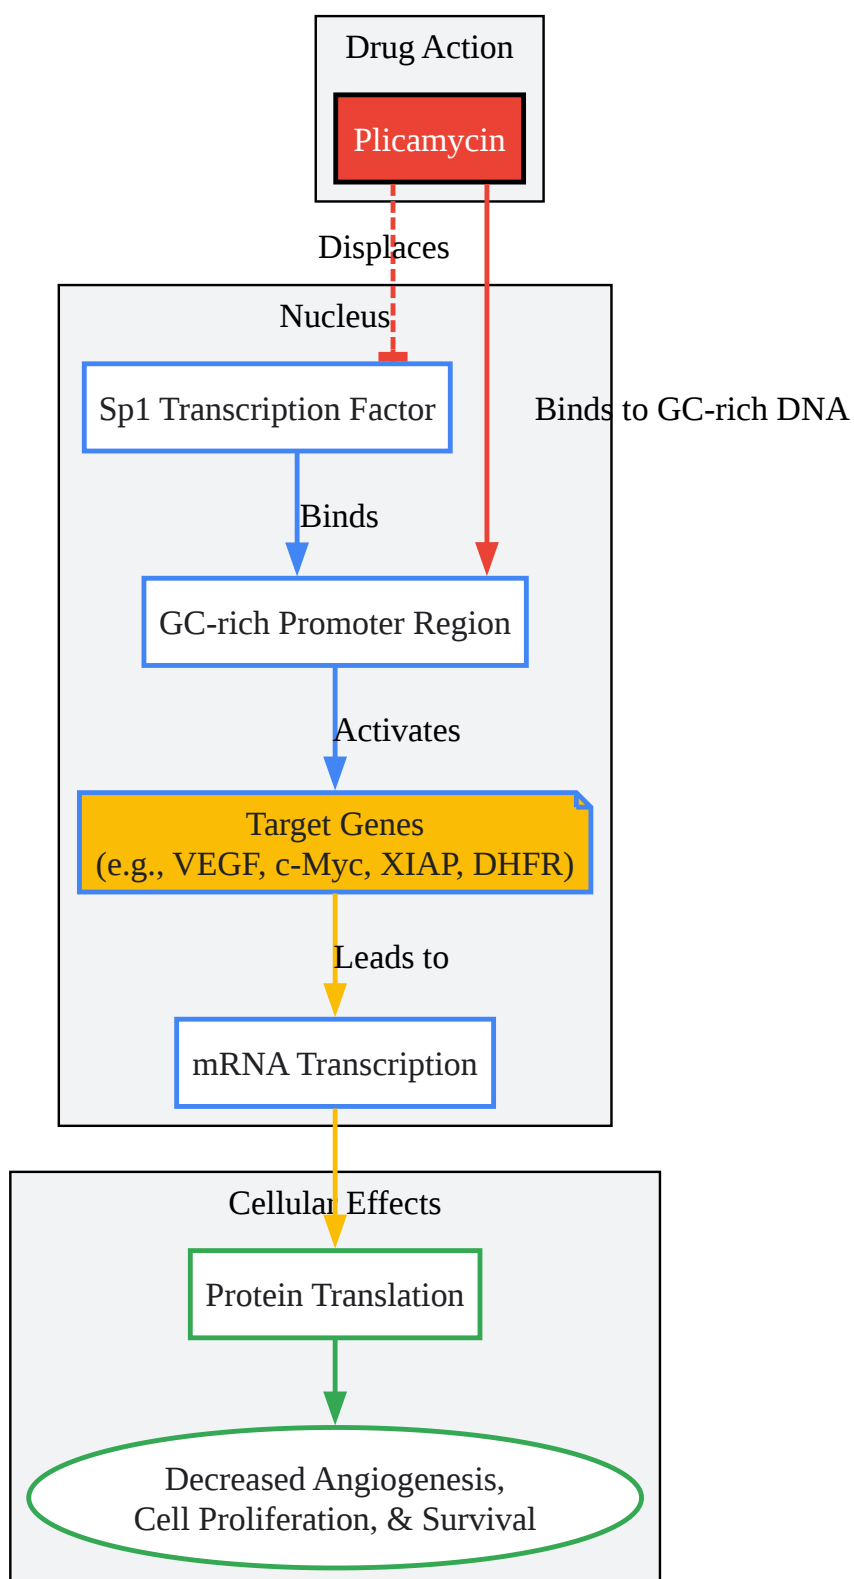 Drug Action
Plicamycin
Displaces
Nucleus
Sp1 Transcription Factor
Binds to GC-rich DNA
Binds
GC-rich Promoter Region
Activates
Target Genes
(e.g., VEGF, c-Myc, XIAP, DHFR)
Leads to
mRNA Transcription
Cellular Effects
Protein Translation
Decreased Angiogenesis,
Cell Proliferation, & Survival